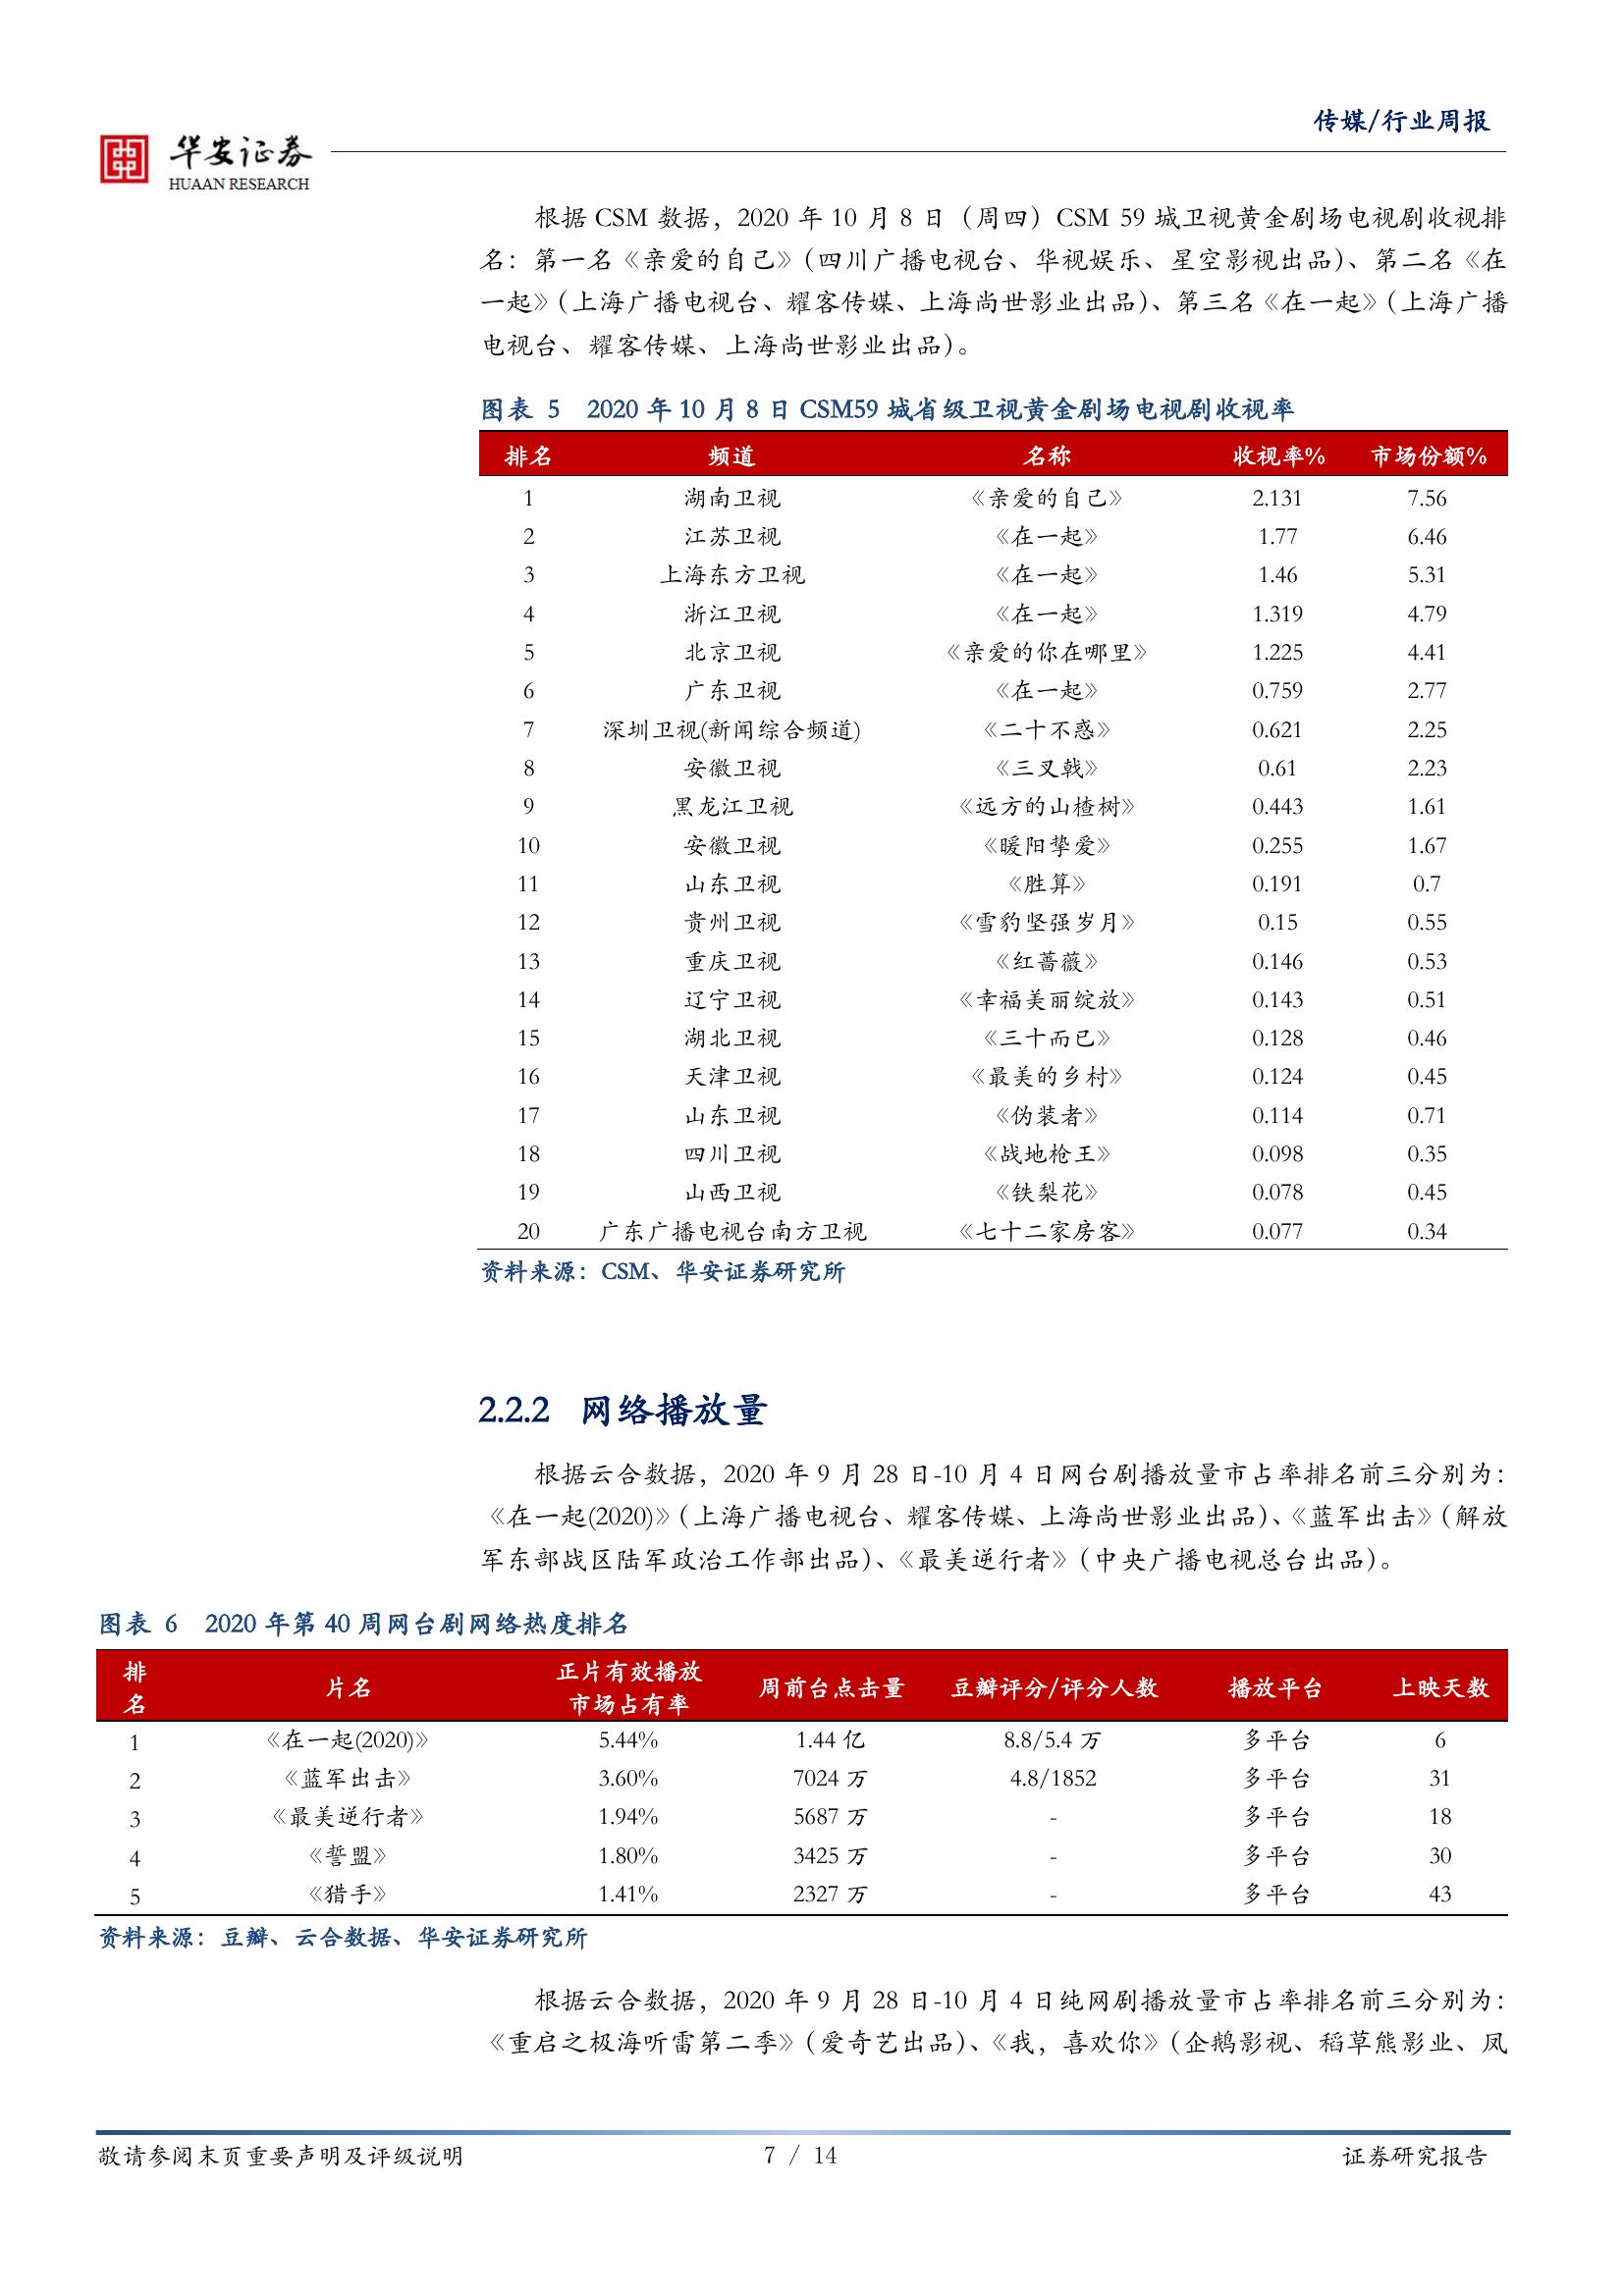 传媒/行业周报
华安证券
HUAAN RESEARCH
根据 CSM 数据，2020 年 10 月 8 日（周四）CSM 59 城卫视黄金剧场电视剧收视排
名：第一名《亲爱的自己》（四川广播电视台、华视娱乐、星空影视出品）、第二名《在
一起》（上海广播电视台、耀客传媒、上海尚世影业出品）、第三名《在一起》（上海广播
电视台、耀客传媒、上海尚世影业出品）。
图表 5 2020 年 10 月 8 日 CSM59 城省级卫视黄金剧场电视剧收视率
排名 频道 名称 收视率% 市场份额%
1 湖南卫视 《亲爱的自己》 2.131 7.56
2 江苏卫视 《在一起》 1.77 6.46
3 上海东方卫视 《在一起》 1.46 5.31
4 浙江卫视 《在一起》 1.319 4.79
5 北京卫视 《亲爱的你在哪里》 1.225 4.41
6 广东卫视 《在一起》 0.759 2.77
7 深圳卫视(新闻综合频道) 《二十不惑》 0.621 2.25
8 安徽卫视 《三叉戟》 0.61 2.23
9 黑龙江卫视 《远方的山楂树》 0.443 1.61
10 安徽卫视 《暖阳挚爱》 0.255 1.67
11 山东卫视 《胜算》 0.191 0.7
12 贵州卫视 《雪豹坚强岁月》 0.15 0.55
13 重庆卫视 《红蔷薇》 0.146 0.53
14 辽宁卫视 《幸福美丽绽放》 0.143 0.51
15 湖北卫视 《三十而已》 0.128 0.46
16 天津卫视 《最美的乡村》 0.124 0.45
17 山东卫视 《伪装者》 0.114 0.71
18 四川卫视 《战地枪王》 0.098 0.35
19 山西卫视 《铁梨花》 0.078 0.45
20 广东广播电视台南方卫视 《七十二家房客》 0.077 0.34
资料来源：CSM、华安证券研究所
2.2.2 网络播放量
根据云合数据，2020 年 9 月 28 日-10 月 4 日网台剧播放量市占率排名前三分别为：
《在一起(2020)》（上海广播电视台、耀客传媒、上海尚世影业出品）、《蓝军出击》（解放
军东部战区陆军政治工作部出品）、《最美逆行者》（中央广播电视总台出品）。
图表 6 2020 年第 40 周网台剧网络热度排名
排名 片名 正片有效播放市场占有率 周前台点击量 豆瓣评分/评分人数 播放平台 上映天数
1 《在一起(2020)》 5.44% 1.44 亿 8.8/5.4 万 多平台 6
2 《蓝军出击》 3.60% 7024 万 4.8/1852 多平台 31
3 《最美逆行者》 1.94% 5687 万 - 多平台 18
4 《誓盟》 1.80% 3425 万 - 多平台 30
5 《猎手》 1.41% 2327 万 - 多平台 43
资料来源：豆瓣、云合数据、华安证券研究所
根据云合数据，2020 年 9 月 28 日-10 月 4 日纯网剧播放量市占率排名前三分别为：
《重启之极海听雷第二季》（爱奇艺出品）、《我，喜欢你》（企鹅影视、稻草熊影业、凤
敬请参阅末页重要声明及评级说明 7 / 14 证券研究报告